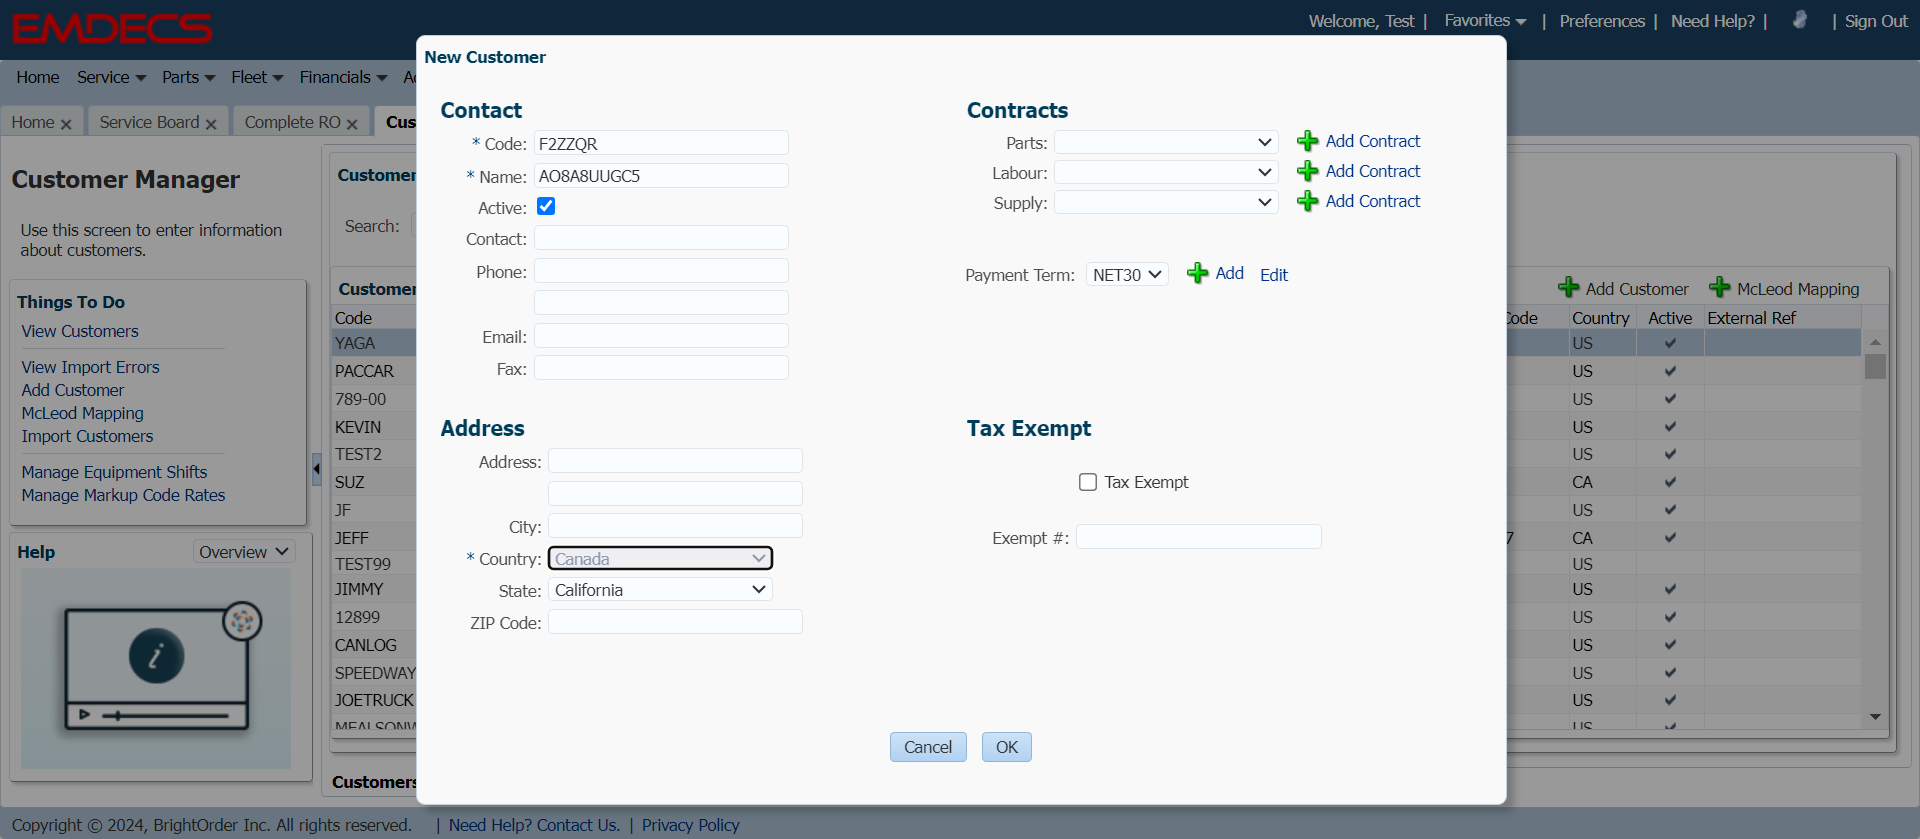 EMDECS
Welcome, Test | Favorites | Preferences | Need Help? | | Sign Out
Home Service Parts Fleet Financials
Home Service Board Complete RO Cus
Customer Manager
Use this screen to enter information
about customers.
Things To Do
View Customers
View Import Errors
Add Customer
McLeod Mapping
Import Customers
Manage Equipment Shifts
Manage Markup Code Rates
Help Overview
Customer
Search:
Customer
Code
YAGA
PACCAR
789-00
KEVIN
TEST2
SUZ
JF
JEFF
TEST99
JIMMY
12899
CANLOG
SPEEDWAY
JOETRUCK
Customers
New Customer
Contact
* Code: F2ZZQR
* Name: AO8A8UUGC5
Active:
Contact:
Phone:
Email:
Fax:
Address
Address:
City:
* Country: Canada
State: California
ZIP Code:
Contracts
Parts: Add Contract
Labour: Add Contract
Supply: Add Contract
Payment Term: NET30 Add Edit
Tax Exempt
Tax Exempt
Exempt #:
Cancel OK
Add Customer McLeod Mapping
Code Country Active External Ref
US
US
US
US
US
CA
US
7 CA
US
US
US
US
US
US
US
Copyright © 2024, BrightOrder Inc. All rights reserved. | Need Help? Contact Us. | Privacy Policy